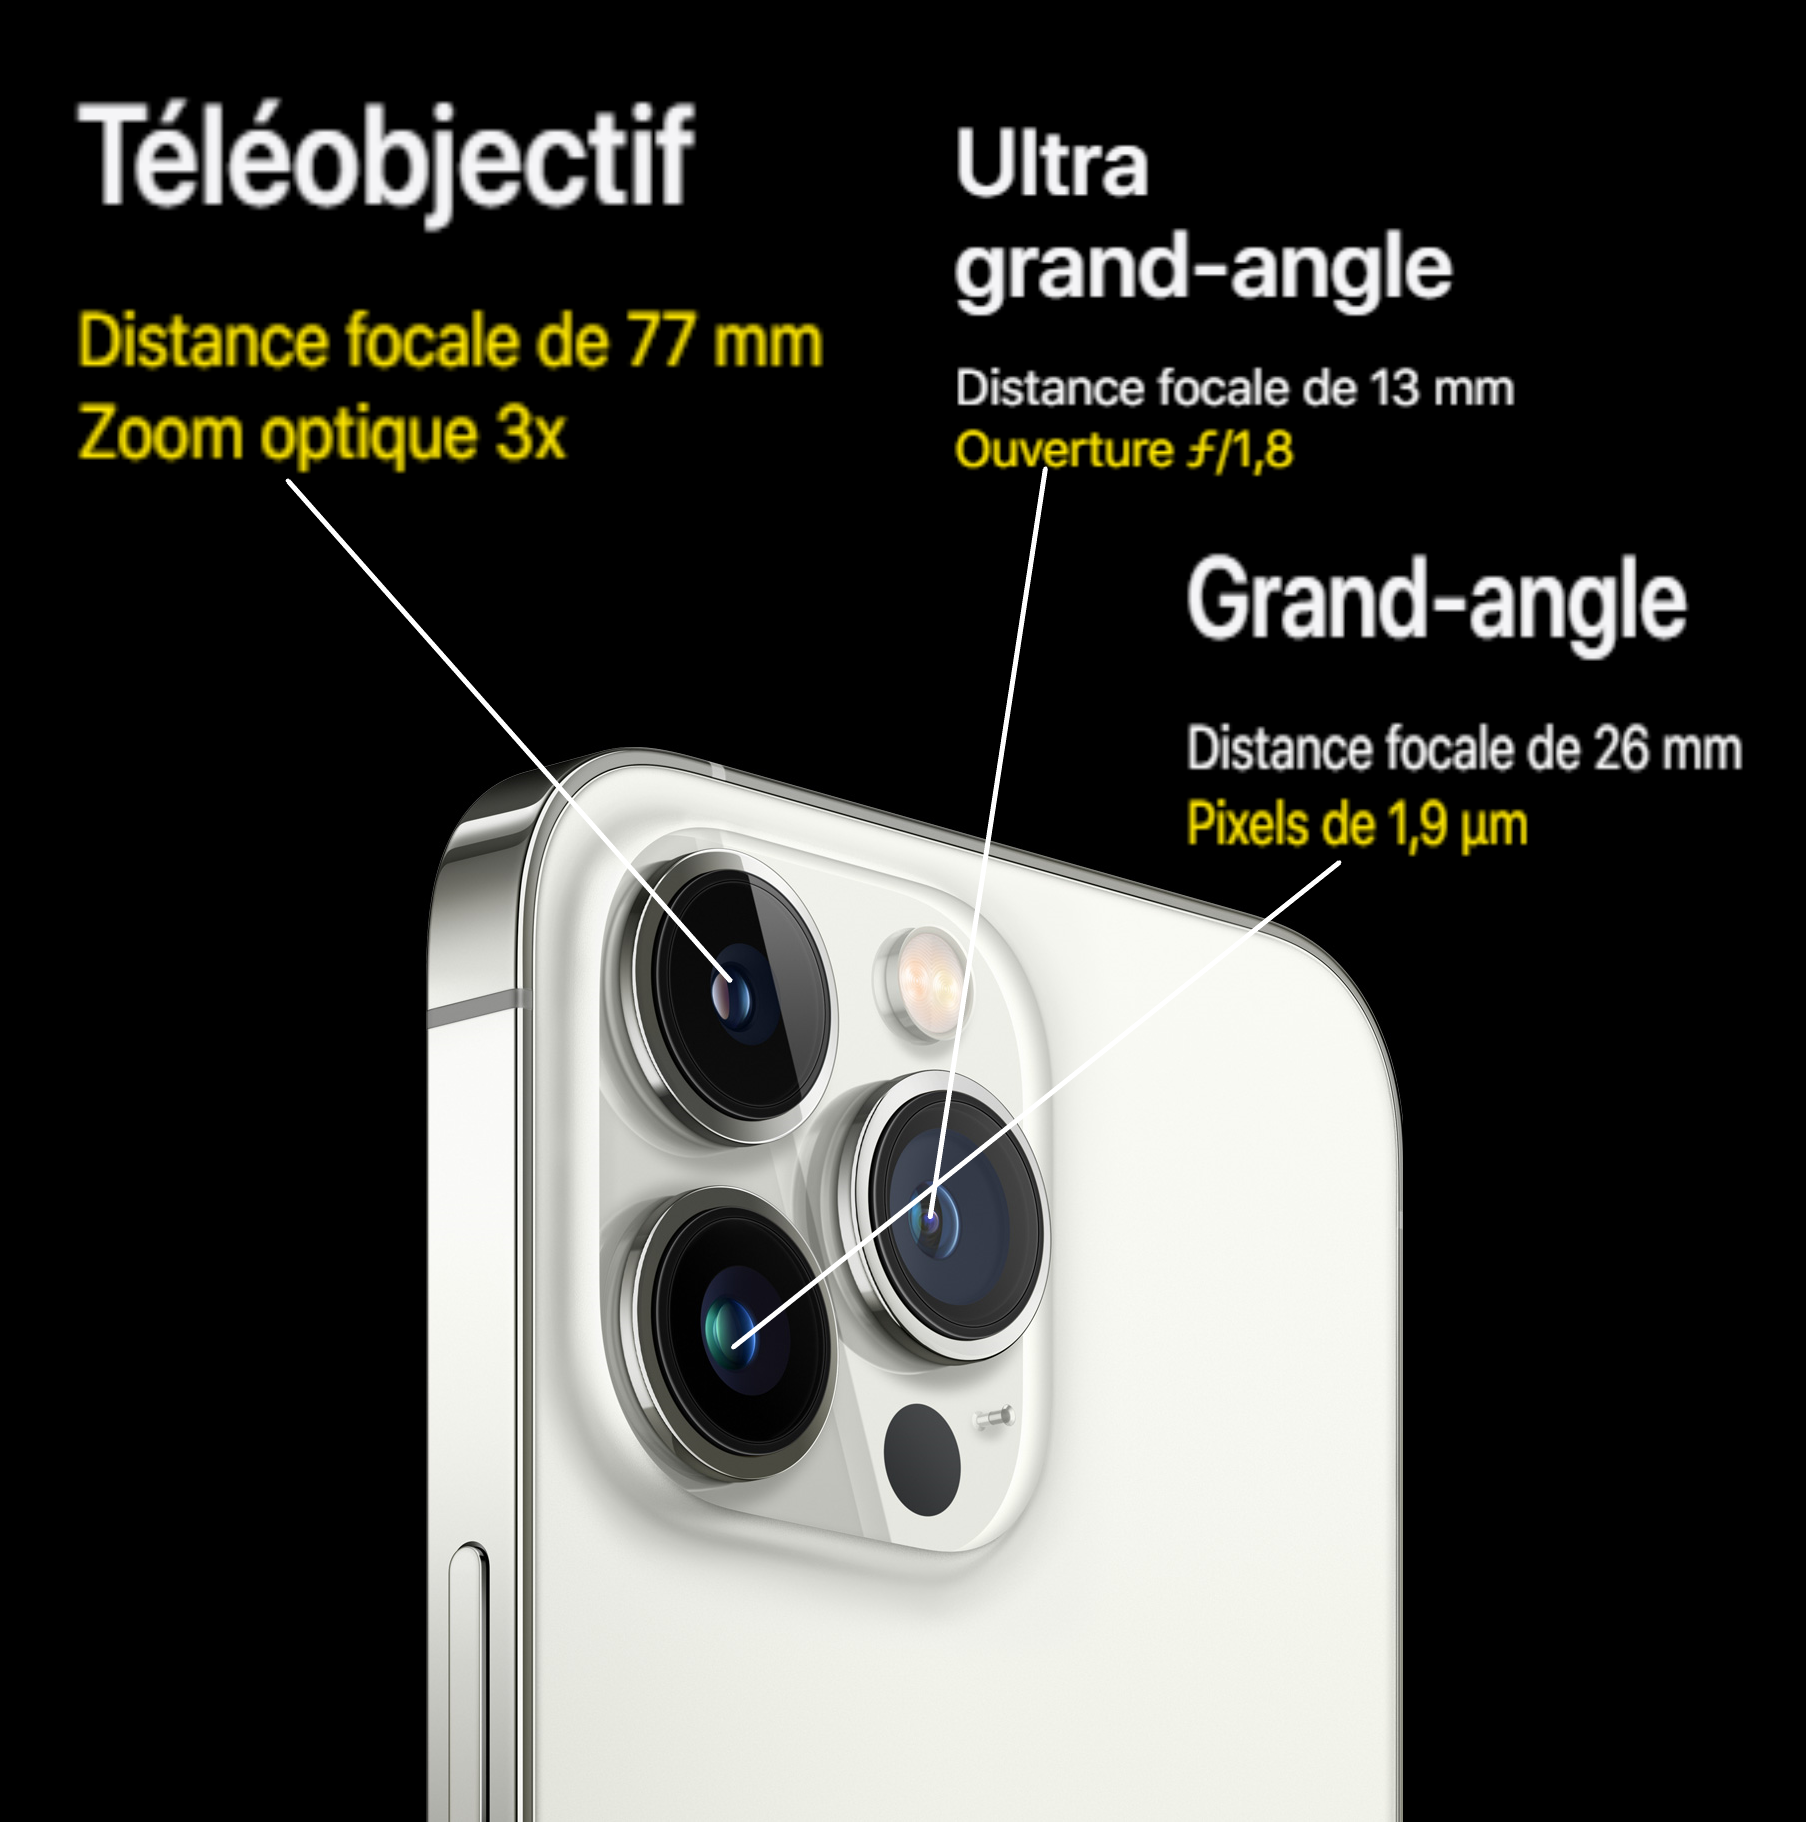 Téléobjectif
Distance focale de 77 mm
Zoom optique 3x
Ultra
grand-angle
Distance focale de 13 mm
Ouverture ƒ/1,8
Grand-angle
Distance focale de 26 mm
Pixels de 1,9 µm